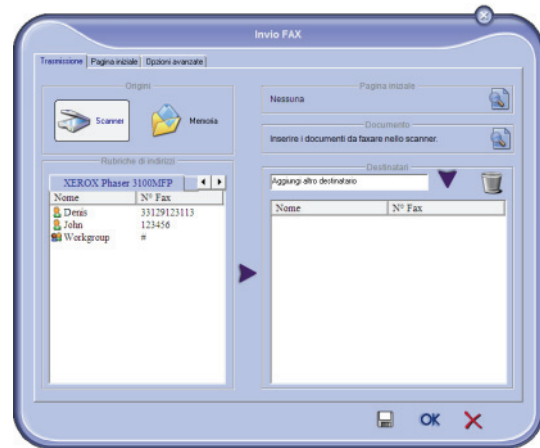 Invio FAX
Trasmissione
Pagina iniziale
Opzioni avanzate
Origini
Scanner
Memoria
Rubriche di indirizzi
XEROX Phaser 3100MFP
Nome
N° Fax
Denis
33129123113
John
123456
Workgroup
#
Pagina iniziale
Nessuna
Documento
Inserire i documenti da faxare nello scanner.
Destinatari
Aggiungi altro destinatario
Nome
N° Fax
OK